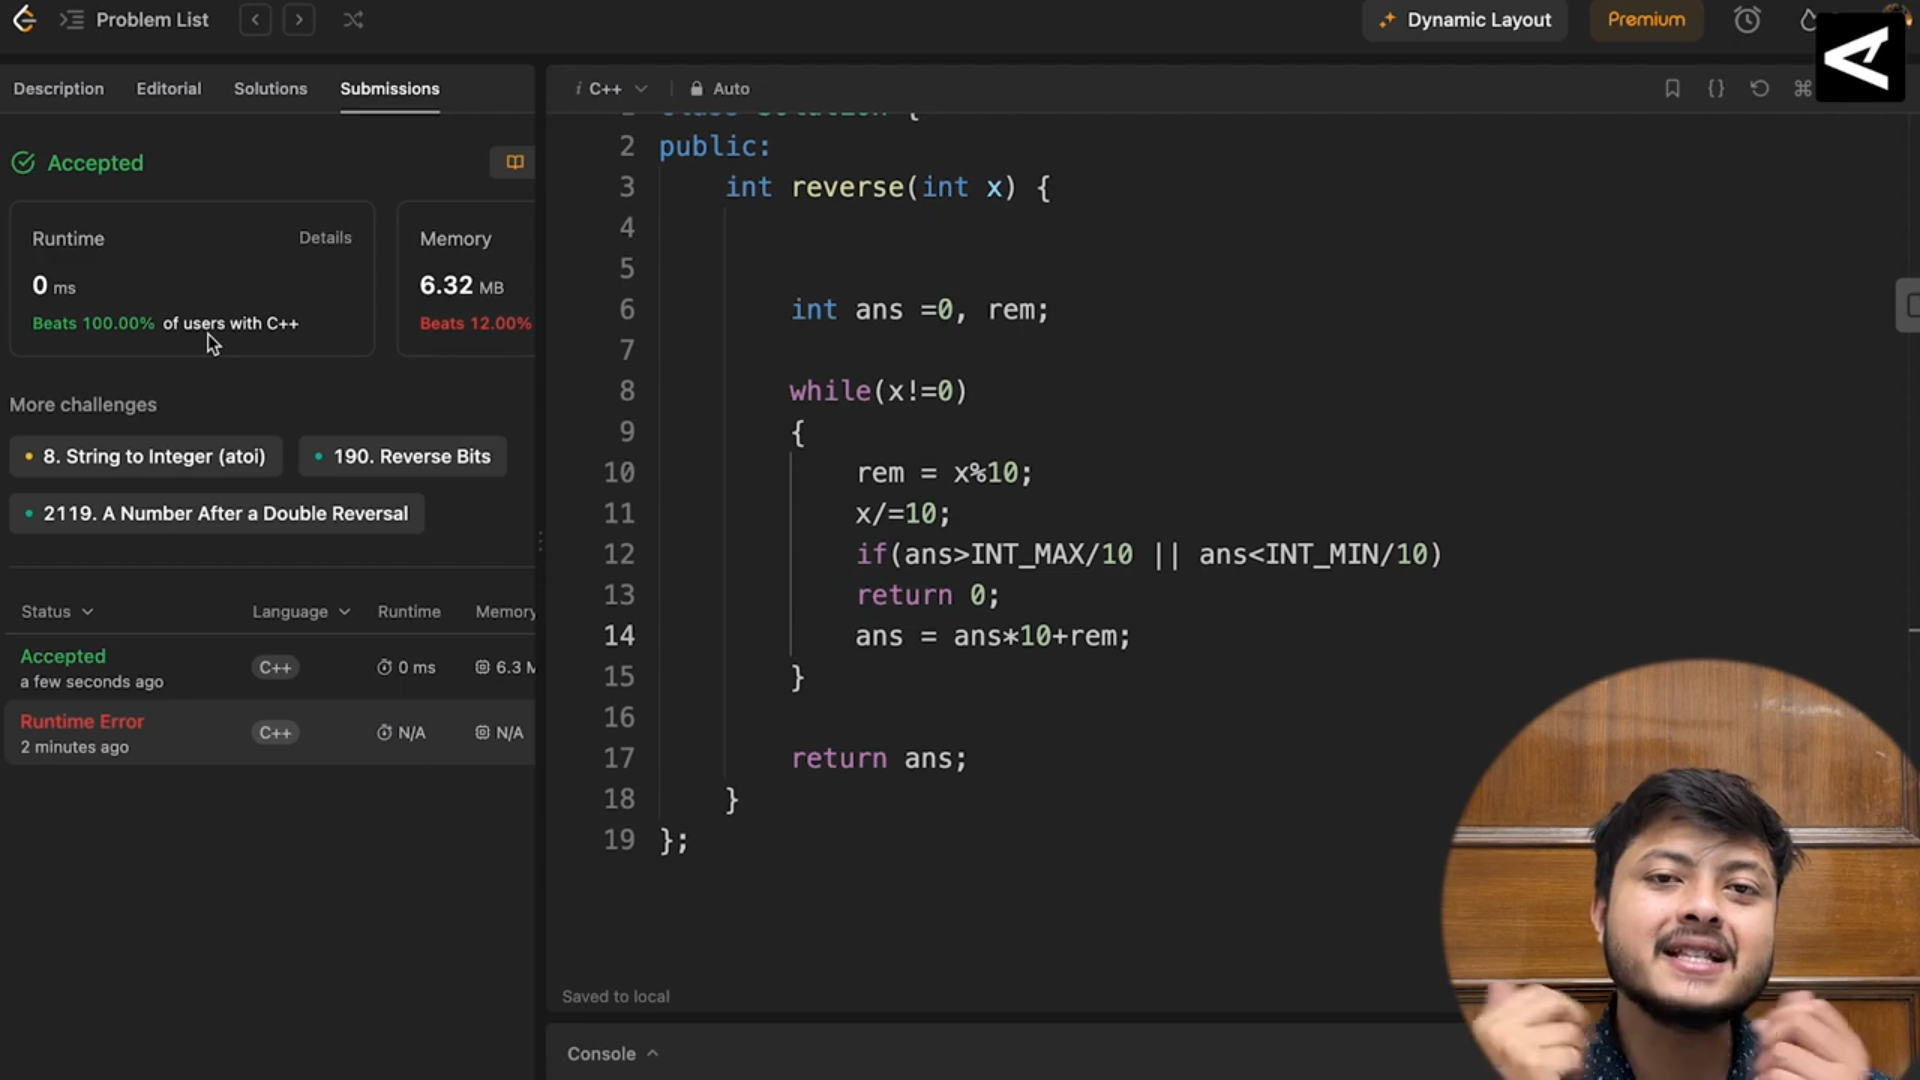 Problem List
Dynamic Layout
Premium
Description
Editorial
Solutions
Submissions
Accepted
Runtime
Details
0 ms
Beats 100.00% of users with C++
Memory
6.32 MB
Beats 12.00%
More challenges
8. String to Integer (atoi)
190. Reverse Bits
2119. A Number After a Double Reversal
Status
Language
Runtime
Memory
Accepted
a few seconds ago
C++
0 ms
6.3 M
Runtime Error
2 minutes ago
C++
N/A
N/A
i C++
Auto
2 public:
3 int reverse(int x) {
4
5
6 int ans =0, rem;
7
8 while(x!=0)
9 {
10 rem = x%10;
11 x/=10;
12 if(ans>INT_MAX/10 || ans<INT_MIN/10)
13 return 0;
14 ans = ans*10+rem;
15 }
16
17 return ans;
18 }
19 };
Saved to local
Console